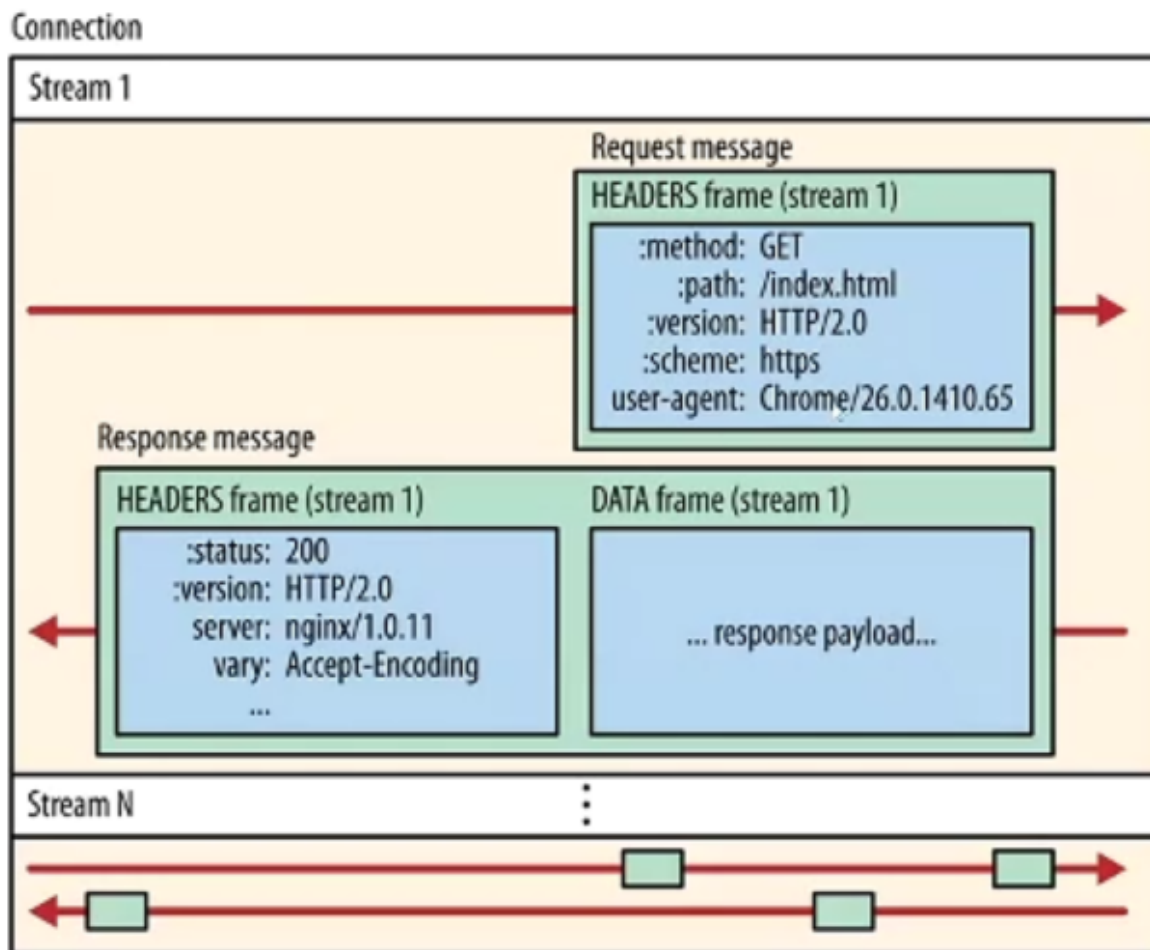 Connection
Stream 1
Request message
HEADERS frame (stream 1)
:method: GET
:path: /index.html
:version: HTTP/2.0
:scheme: https
user-agent: Chrome/26.0.1410.65
Response message
HEADERS frame (stream 1)
:status: 200
:version: HTTP/2.0
server: nginx/1.0.11
vary: Accept-Encoding
...
DATA frame (stream 1)
... response payload...
Stream N